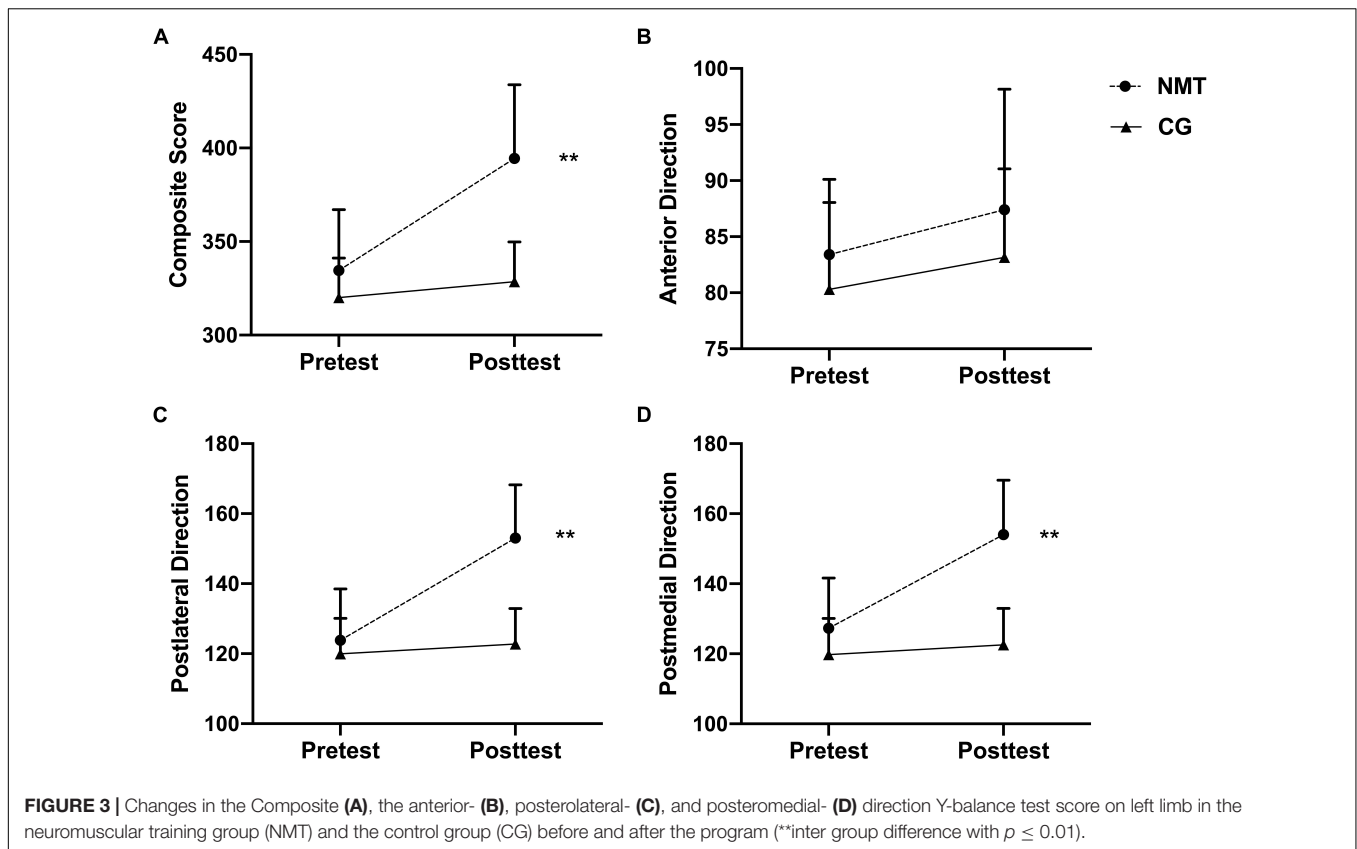 A
450
400
350
300
Composite Score
**
Pretest
Posttest
B
100
95
90
85
80
75
Anterior Direction
Pretest
Posttest
NMT
CG
C
180
160
140
120
100
Postlateral Direction
**
Pretest
Posttest
D
180
160
140
120
100
Postmedial Direction
**
Pretest
Posttest
FIGURE 3 | Changes in the Composite (A), the anterior- (B), posterolateral- (C), and posteromedial- (D) direction Y-balance test score on left limb in the
neuromuscular training group (NMT) and the control group (CG) before and after the program (**inter group difference with p ≤ 0.01).